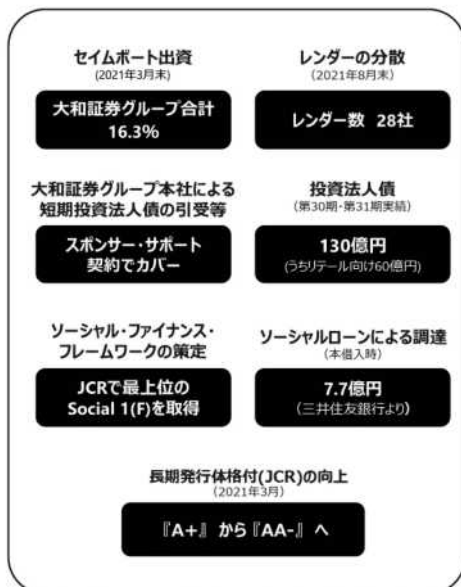 セイムボート出資
(2021年3月末)
大和証券グループ合計
16.3%
レンダーの分散
(2021年8月末)
レンダー数 28社
大和証券グループ本社による
短期投資法人債の引受等
スポンサー・サポート
契約でカバー
投資法人債
(第30期・第31期実績)
130億円
(うちリテール向け60億円)
ソーシャル・ファイナンス・
フレームワークの策定
JCRで最上位の
Social 1(F)を取得
ソーシャルローンによる調達
(本借入時)
7.7億円
(三井住友銀行より)
長期発行体格付(JCR)の向上
(2021年3月)
『A+』 から 『AA-』 へ